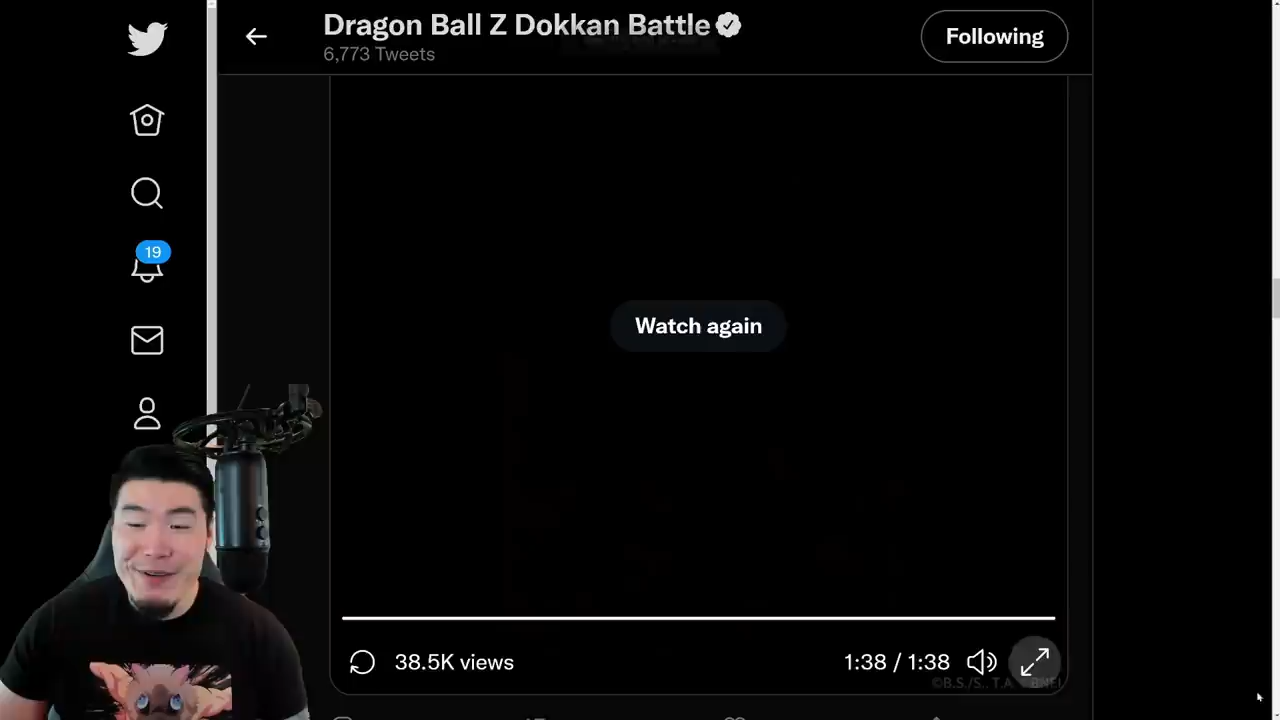 Dragon Ball Z Dokkan Battle
6,773 Tweets
Following
19
Watch again
38.5K views
1:38 / 1:38